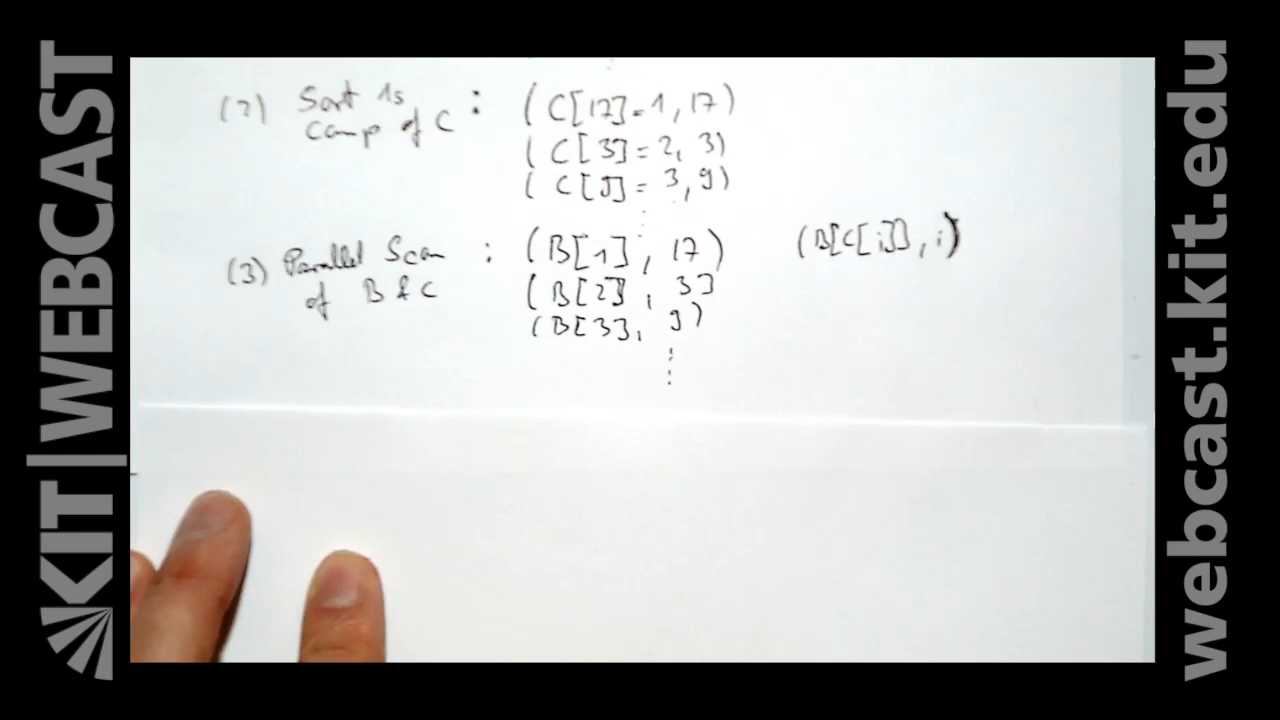 KIT | WEBCAST
(2) Sort 1s : (C[17]=1, 17)
comp of C (C[3]=2, 3)
(C[9]=3, 9)
⋮
(3) Parallel Scan : (B[1], 17) (B[C[i]], i)
of B & C (B[2], 3]
(B[3], 9)
⋮
webcast.kit.edu